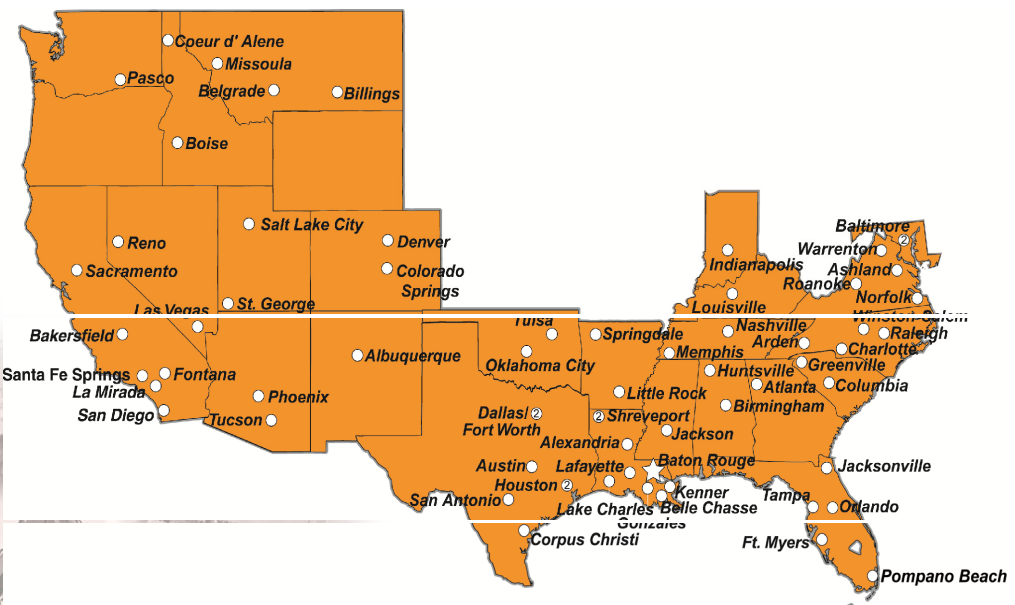 Coeur d' Alene
Missoula
Pasco
Belgrade
Billings
Boise
Salt Lake City
Baltimore
2
Reno
Denver
Warrenton
Indianapolis
Sacramento
Colorado
Springs
Ashland
Roanoke
St. George
Louisville
Norfolk
Las Vegas
Winston-Salem
Tulsa
Nashville
Bakersfield
Springdale
Raleigh
Arden
Albuquerque
Memphis
Charlotte
Oklahoma City
Greenville
Santa Fe Springs
Fontana
Huntsville
La Mirada
Little Rock
Atlanta
Columbia
Phoenix
Birmingham
San Diego
Dallas/
Fort Worth
2
2
Shreveport
Tucson
Jackson
Alexandria
Baton Rouge
Austin
Lafayette
Jacksonville
Houston
2
Kenner
San Antonio
Tampa
Lake Charles
Belle Chasse
Orlando
Gonzales
Corpus Christi
Ft. Myers
Pompano Beach